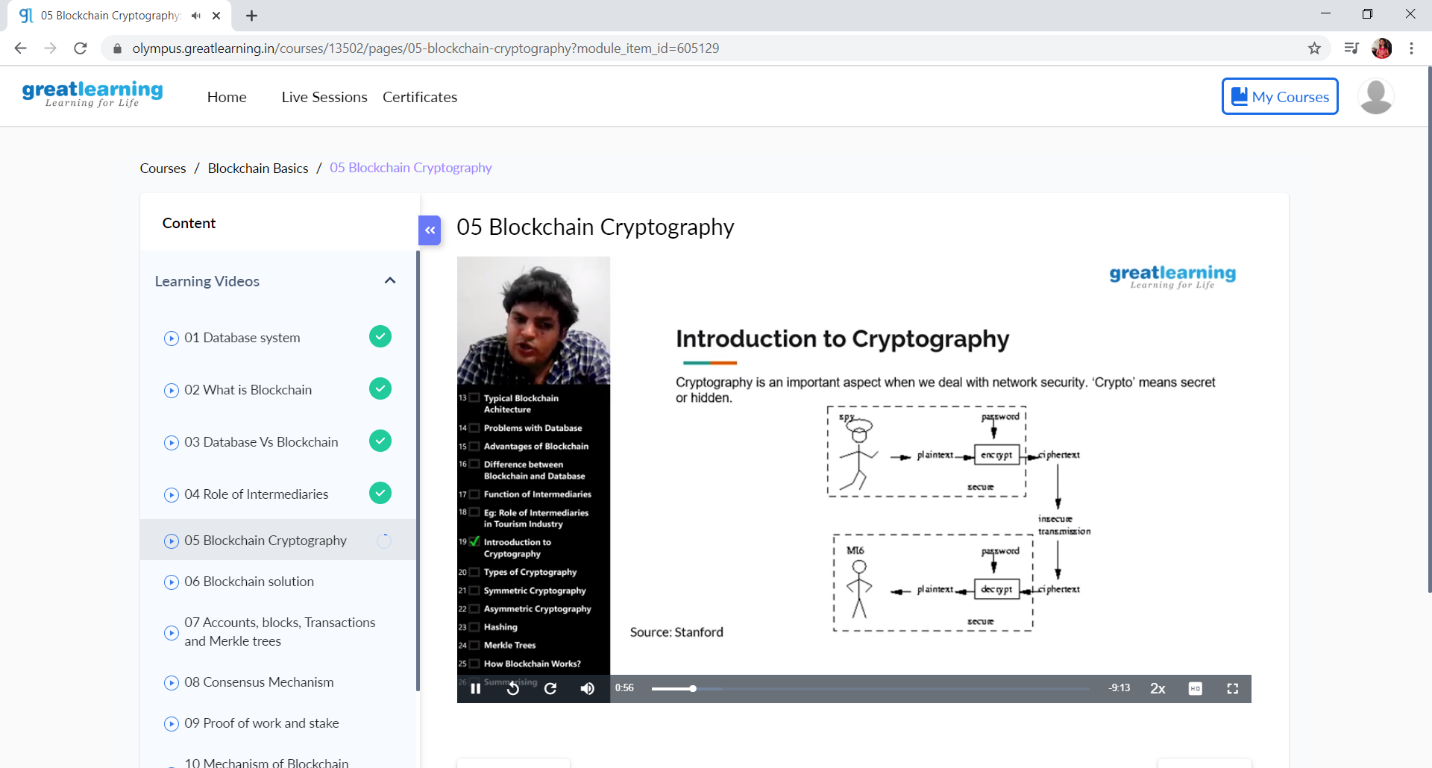 05 Blockchain Cryptography:
olympus.greatlearning.in/courses/13502/pages/05-blockchain-cryptography?module_item_id=605129
greatlearning
Learning for Life
Home
Live Sessions
Certificates
My Courses
Courses / Blockchain Basics / 05 Blockchain Cryptography
Content
Learning Videos
01 Database system
02 What is Blockchain
03 Database Vs Blockchain
04 Role of Intermediaries
05 Blockchain Cryptography
06 Blockchain solution
07 Accounts, blocks, Transactions
and Merkle trees
08 Consensus Mechanism
09 Proof of work and stake
10 Mechanism of Blockchain
05 Blockchain Cryptography
greatlearning
Learning for Life
13 Typical Blockchain
Achitecture
14 Problems with Database
15 Advantages of Blockchain
16 Difference between
Blockchain and Database
17 Function of Intermediaries
18 Eg: Role of Intermediaries
in Tourism Industry
19 Introoduction to
Cryptography
20 Types of Cryptography
21 Symmetric Cryptography
22 Asymmetric Cryptography
23 Hashing
24 Merkle Trees
25 How Blockchain Works?
26 Summarising
Introduction to Cryptography
Cryptography is an important aspect when we deal with network security. 'Crypto' means secret
or hidden.
spy
password
plaintext
encrypt
ciphertext
secure
insecure
transmission
MI6
password
plaintext
decrypt
ciphertext
secure
Source: Stanford
0:56
-9:13
2x
HD